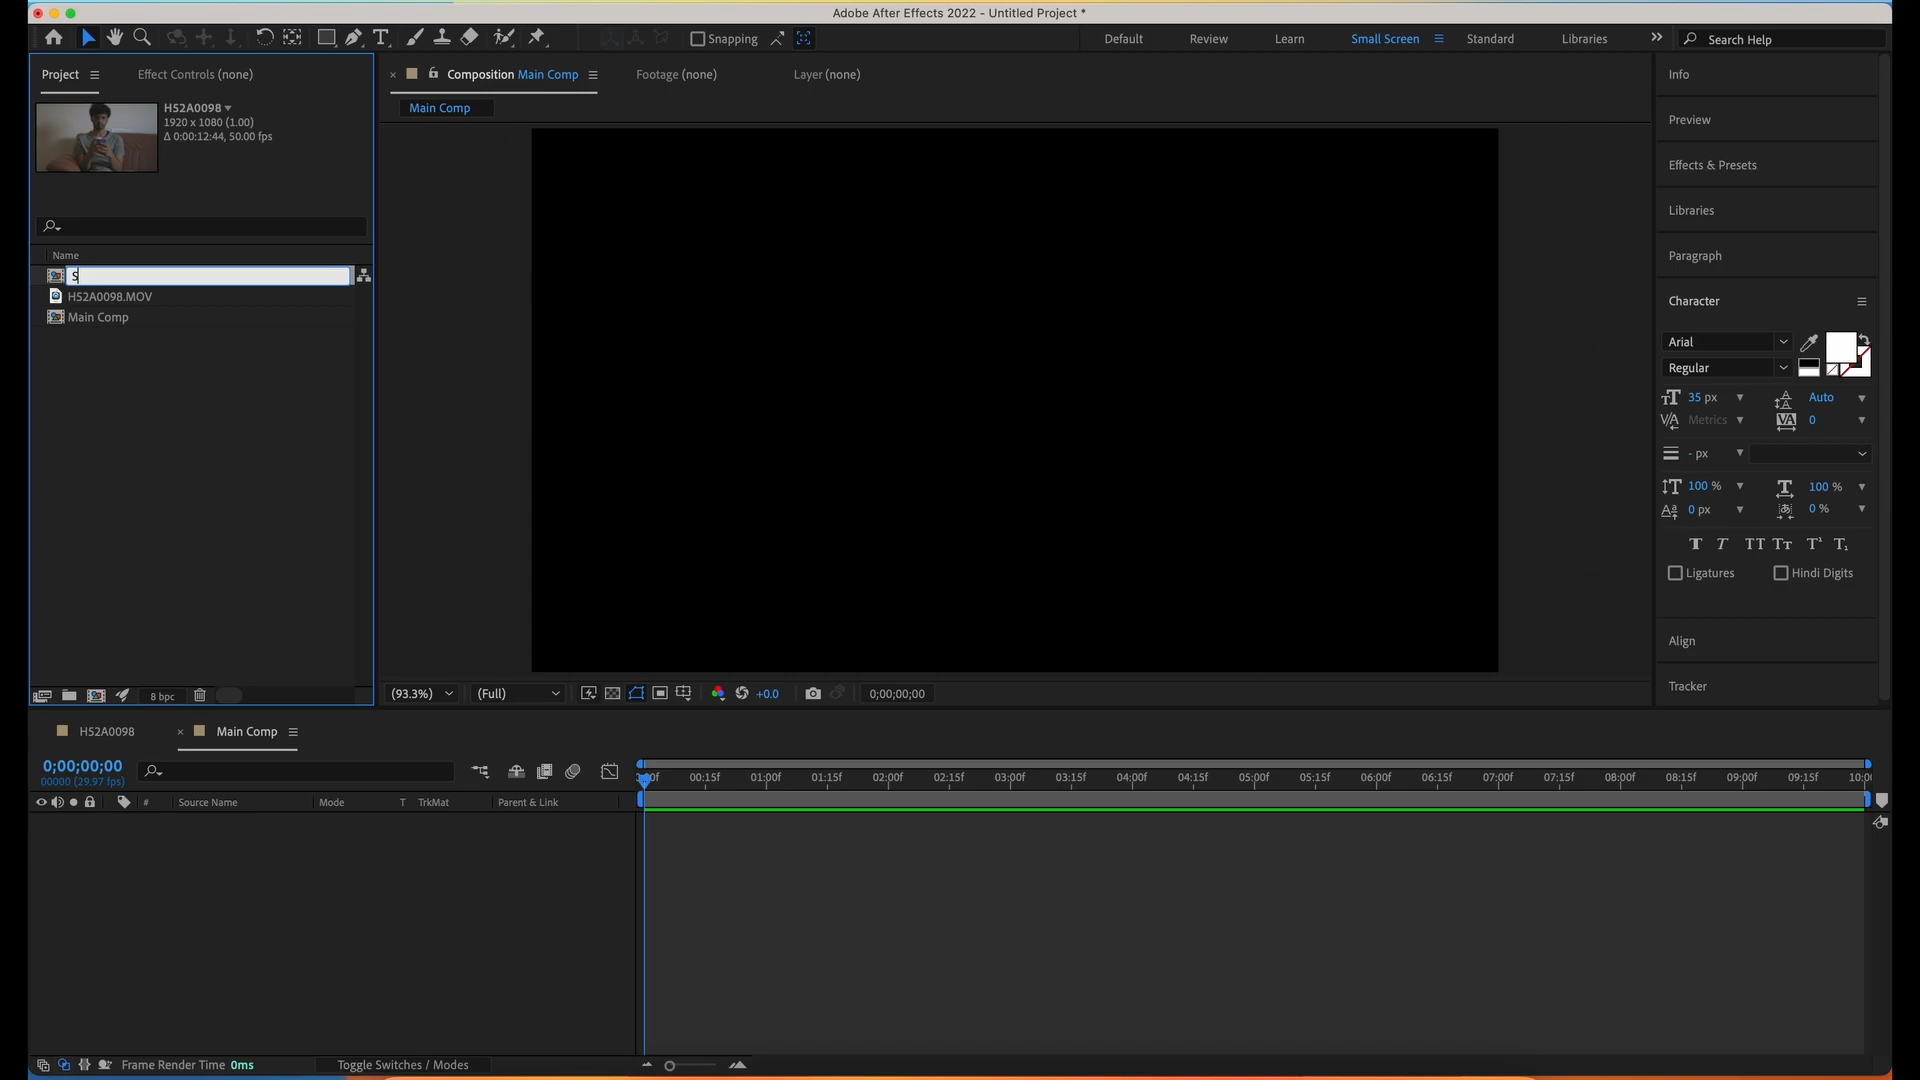 Adobe After Effects 2022 - Untitled Project *
Snapping
Default
Review
Learn
Small Screen
Standard
Libraries
Search Help
Project
Effect Controls (none)
Composition Main Comp
Footage (none)
Layer (none)
Info
H52A0098
1920 x 1080 (1.00)
Δ 0:00:12:44, 50.00 fps
Main Comp
Preview
Effects & Presets
Libraries
Paragraph
Name
S
H52A0098.MOV
Main Comp
Character
Arial
Regular
35 px
Auto
Metrics
0
- px
100 %
100 %
0 px
0 %
Ligatures
Hindi Digits
Align
Tracker
8 bpc
(93.3%)
(Full)
+0.0
0;00;00;00
H52A0098
Main Comp
0;00;00;00
00000 (29.97 fps)
00:15f 01:00f 01:15f 02:00f 02:15f 03:00f 03:15f 04:00f 04:15f 05:00f 05:15f 06:00f 06:15f 07:00f 07:15f 08:00f 08:15f 09:00f 09:15f
# Source Name Mode T TrkMat Parent & Link
Frame Render Time 0ms
Toggle Switches / Modes